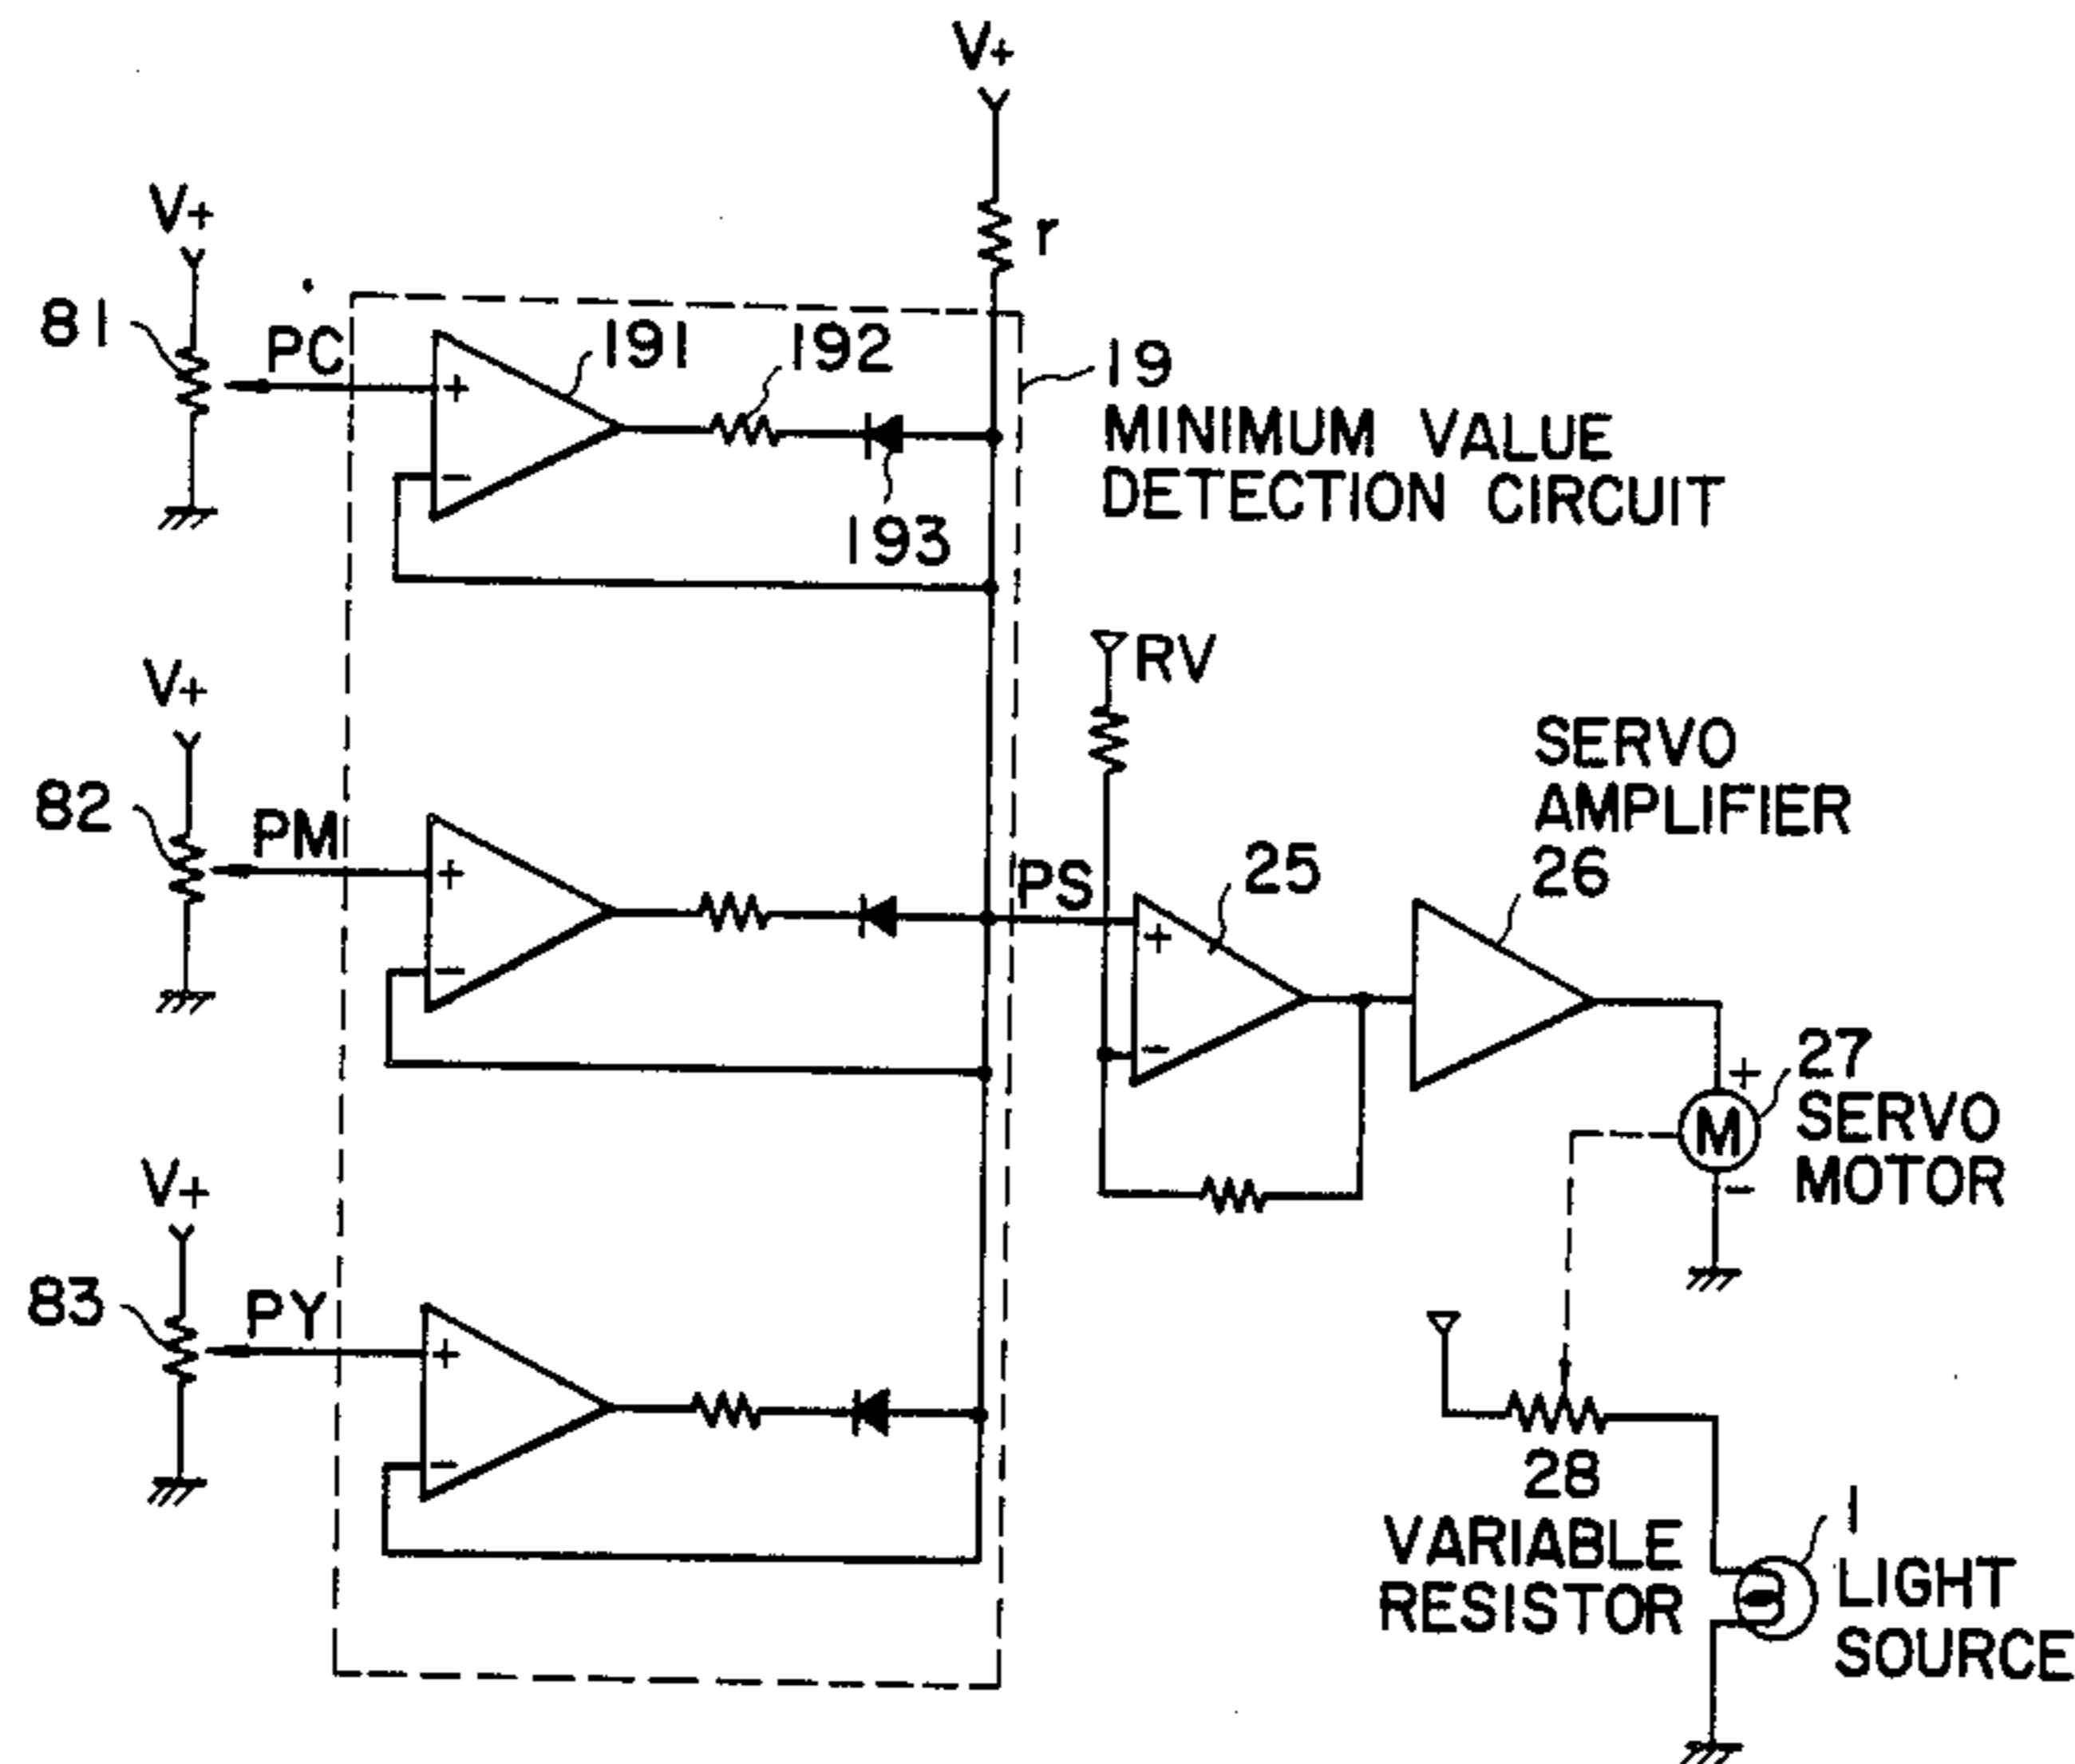 V+
r
V+
81
PC
+
191
192
19
MINIMUM VALUE
DETECTION CIRCUIT
-
193
V+
RV
82
PM
+
-
PS
25
+
-
SERVO
AMPLIFIER
26
+
27
SERVO
MOTOR
M
-
V+
83
PY
+
-
28
VARIABLE
RESISTOR
1
LIGHT
SOURCE